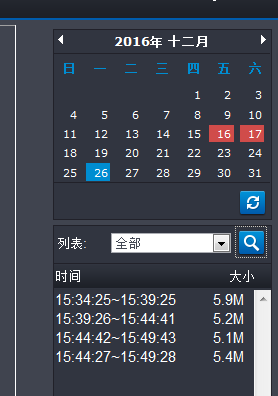 2016年 十二月
日 一 二 三 四 五 六
1 2 3
4 5 6 7 8 9 10
11 12 13 14 15 16 17
18 19 20 21 22 23 24
25 26 27 28 29 30 31
列表: 全部
时间 大小
15:34:25~15:39:25 5.9M
15:39:26~15:44:41 5.2M
15:44:42~15:49:43 5.1M
15:44:27~15:49:28 5.4M